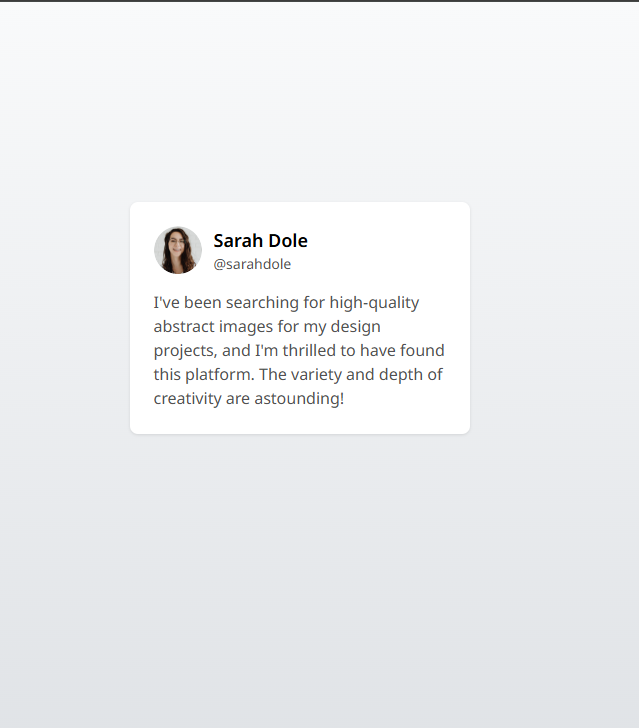 Sarah Dole
@sarahdole
I've been searching for high-quality
abstract images for my design
projects, and I'm thrilled to have found
this platform. The variety and depth of
creativity are astounding!